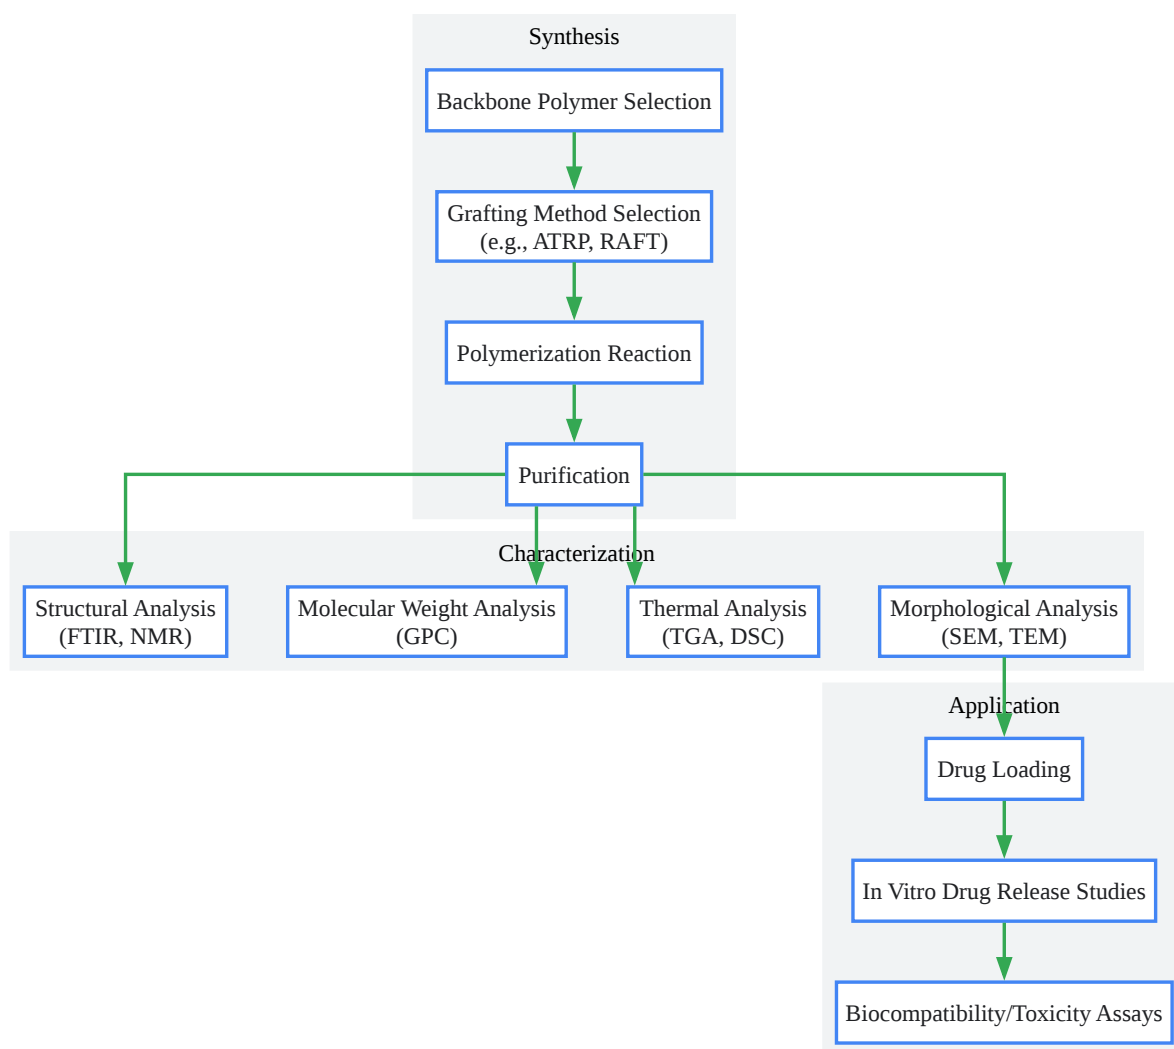 Synthesis
Backbone Polymer Selection
Grafting Method Selection
(e.g., ATRP, RAFT)
Polymerization Reaction
Purification
Characterization
Structural Analysis
(FTIR, NMR)
Molecular Weight Analysis
(GPC)
Thermal Analysis
(TGA, DSC)
Morphological Analysis
(SEM, TEM)
Application
Drug Loading
In Vitro Drug Release Studies
Biocompatibility/Toxicity Assays